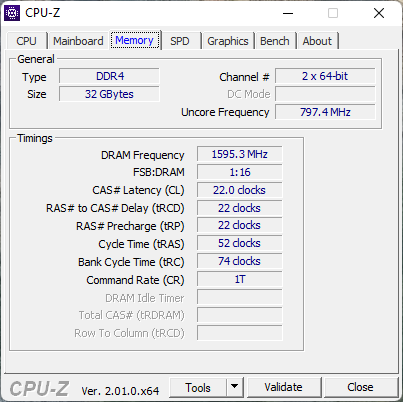 CPU-Z
CPU Mainboard Memory SPD Graphics Bench About
General
Type DDR4 Channel # 2 x 64-bit
Size 32 GBytes DC Mode
Uncore Frequency 797.4 MHz
Timings
DRAM Frequency 1595.3 MHz
FSB:DRAM 1:16
CAS# Latency (CL) 22.0 clocks
RAS# to CAS# Delay (tRCD) 22 clocks
RAS# Precharge (tRP) 22 clocks
Cycle Time (tRAS) 52 clocks
Bank Cycle Time (tRC) 74 clocks
Command Rate (CR) 1T
DRAM Idle Timer
Total CAS# (tRDRAM)
Row To Column (tRCD)
CPU-Z Ver. 2.01.0.x64 Tools Validate Close